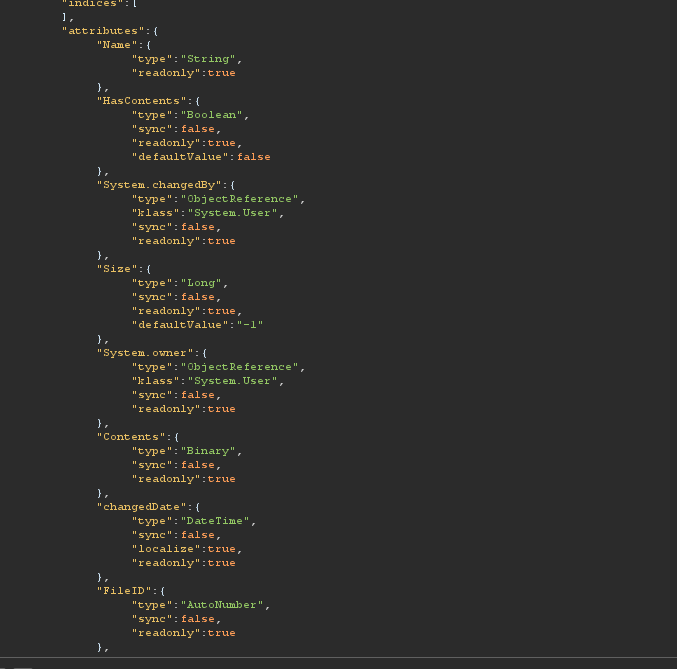 "indices":[
],
"attributes":{
"Name":{
"type":"String",
"readonly":true
},
"HasContents":{
"type":"Boolean",
"sync":false,
"readonly":true,
"defaultValue":false
},
"System.changedBy":{
"type":"ObjectReference",
"klass":"System.User",
"sync":false,
"readonly":true
},
"Size":{
"type":"Long",
"sync":false,
"readonly":true,
"defaultValue":"-1"
},
"System.owner":{
"type":"ObjectReference",
"klass":"System.User",
"sync":false,
"readonly":true
},
"Contents":{
"type":"Binary",
"sync":false,
"readonly":true
},
"changedDate":{
"type":"DateTime",
"sync":false,
"localize":true,
"readonly":true
},
"FileID":{
"type":"AutoNumber",
"sync":false,
"readonly":true
},